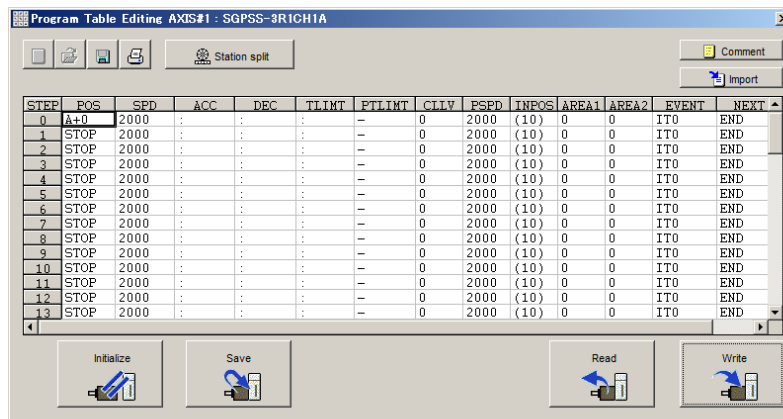 Program Table Editing AXIS#1 : SGPSS-3R1CH1A
Station split
Comment
Import
STEP POS SPD ACC DEC TLIMT PTLIMT CLLV PSPD INPOS AREA1 AREA2 EVENT NEXT
0 A+0 2000 : : : – 0 2000 (10) 0 0 IT0 END
1 STOP 2000 : : : – 0 2000 (10) 0 0 IT0 END
2 STOP 2000 : : : – 0 2000 (10) 0 0 IT0 END
3 STOP 2000 : : : – 0 2000 (10) 0 0 IT0 END
4 STOP 2000 : : : – 0 2000 (10) 0 0 IT0 END
5 STOP 2000 : : : – 0 2000 (10) 0 0 IT0 END
6 STOP 2000 : : : – 0 2000 (10) 0 0 IT0 END
7 STOP 2000 : : : – 0 2000 (10) 0 0 IT0 END
8 STOP 2000 : : : – 0 2000 (10) 0 0 IT0 END
9 STOP 2000 : : : – 0 2000 (10) 0 0 IT0 END
10 STOP 2000 : : : – 0 2000 (10) 0 0 IT0 END
11 STOP 2000 : : : – 0 2000 (10) 0 0 IT0 END
12 STOP 2000 : : : – 0 2000 (10) 0 0 IT0 END
13 STOP 2000 : : : – 0 2000 (10) 0 0 IT0 END
Initialize Save Read Write